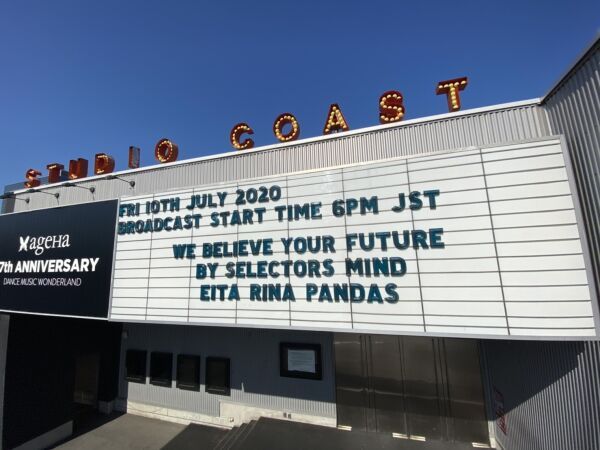 STUDIO COAST
FRI 10TH JULY 2020
BROADCAST START TIME 6PM JST
WE BELIEVE YOUR FUTURE
BY SELECTORS MIND
EITA RINA PANDAS
ageHa
7th ANNIVERSARY
DANCE MUSIC WONDERLAND